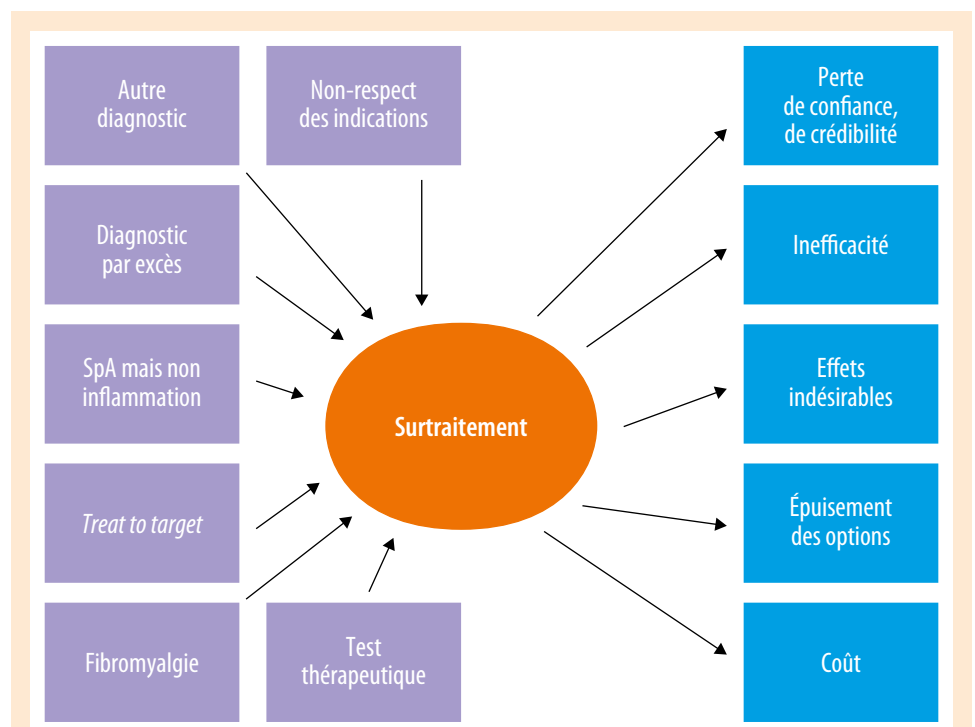 Autre
diagnostic
Non-respect
des indications
Diagnostic
par excès
SpA mais non
inflammation
Treat to target
Fibromyalgie
Test
thérapeutique
Surtraitement
Perte
de confiance,
de crédibilité
Inefficacité
Effets
indésirables
Épuisement
des options
Coût